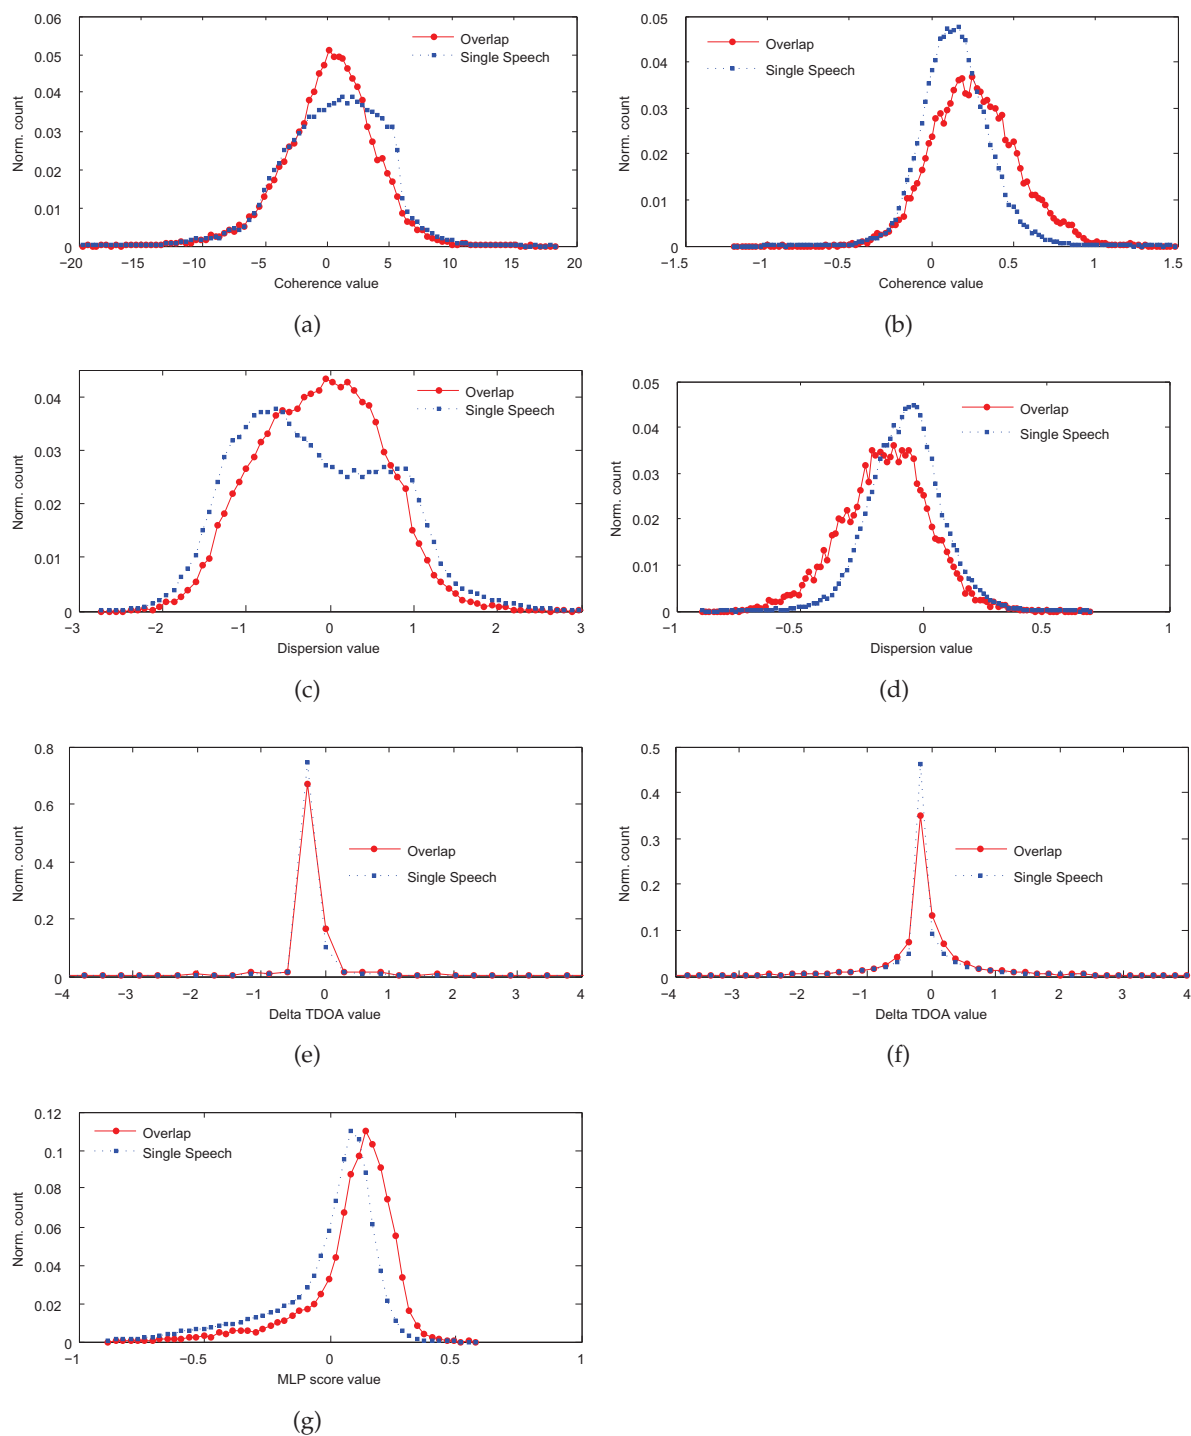 0.06
0.05
0.04
0.03
0.02
0.01
0
Norm. count
Overlap
Single Speech
−20 −15 −10 −5 0 5 10 15 20
Coherence value
(a)
0.05
0.04
0.03
0.02
0.01
0
Norm. count
Overlap
Single Speech
−1.5 −1 −0.5 0 0.5 1 1.5
Coherence value
(b)
0.04
0.03
0.02
0.01
0
Norm. count
Overlap
Single Speech
−3 −2 −1 0 1 2 3
Dispersion value
(c)
0.05
0.04
0.03
0.02
0.01
0
Norm. count
Overlap
Single Speech
−1 −0.5 0 0.5 1
Dispersion value
(d)
0.8
0.6
0.4
0.2
0
Norm. count
Overlap
Single Speech
−4 −3 −2 −1 0 1 2 3 4
Delta TDOA value
(e)
0.5
0.4
0.3
0.2
0.1
0
Norm. count
Overlap
Single Speech
−4 −3 −2 −1 0 1 2 3 4
Delta TDOA value
(f)
0.12
0.1
0.08
0.06
0.04
0.02
0
Norm. count
Overlap
Single Speech
−1 −0.5 0 0.5 1
MLP score value
(g)